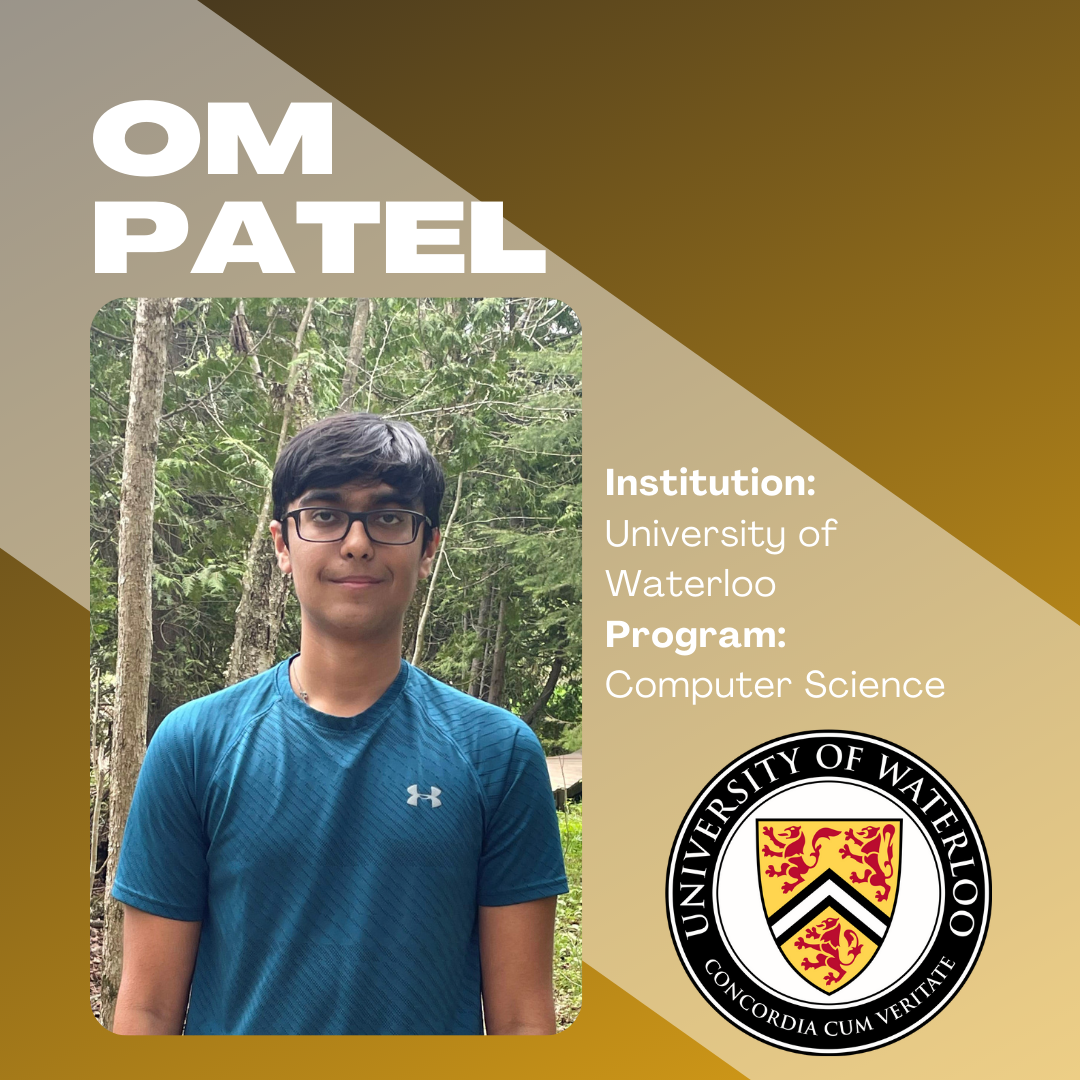 OM
PATEL
Institution:
University of
Waterloo
Program:
Computer Science
UNIVERSITY OF WATERLOO
CONCORDIA CUM VERITATE